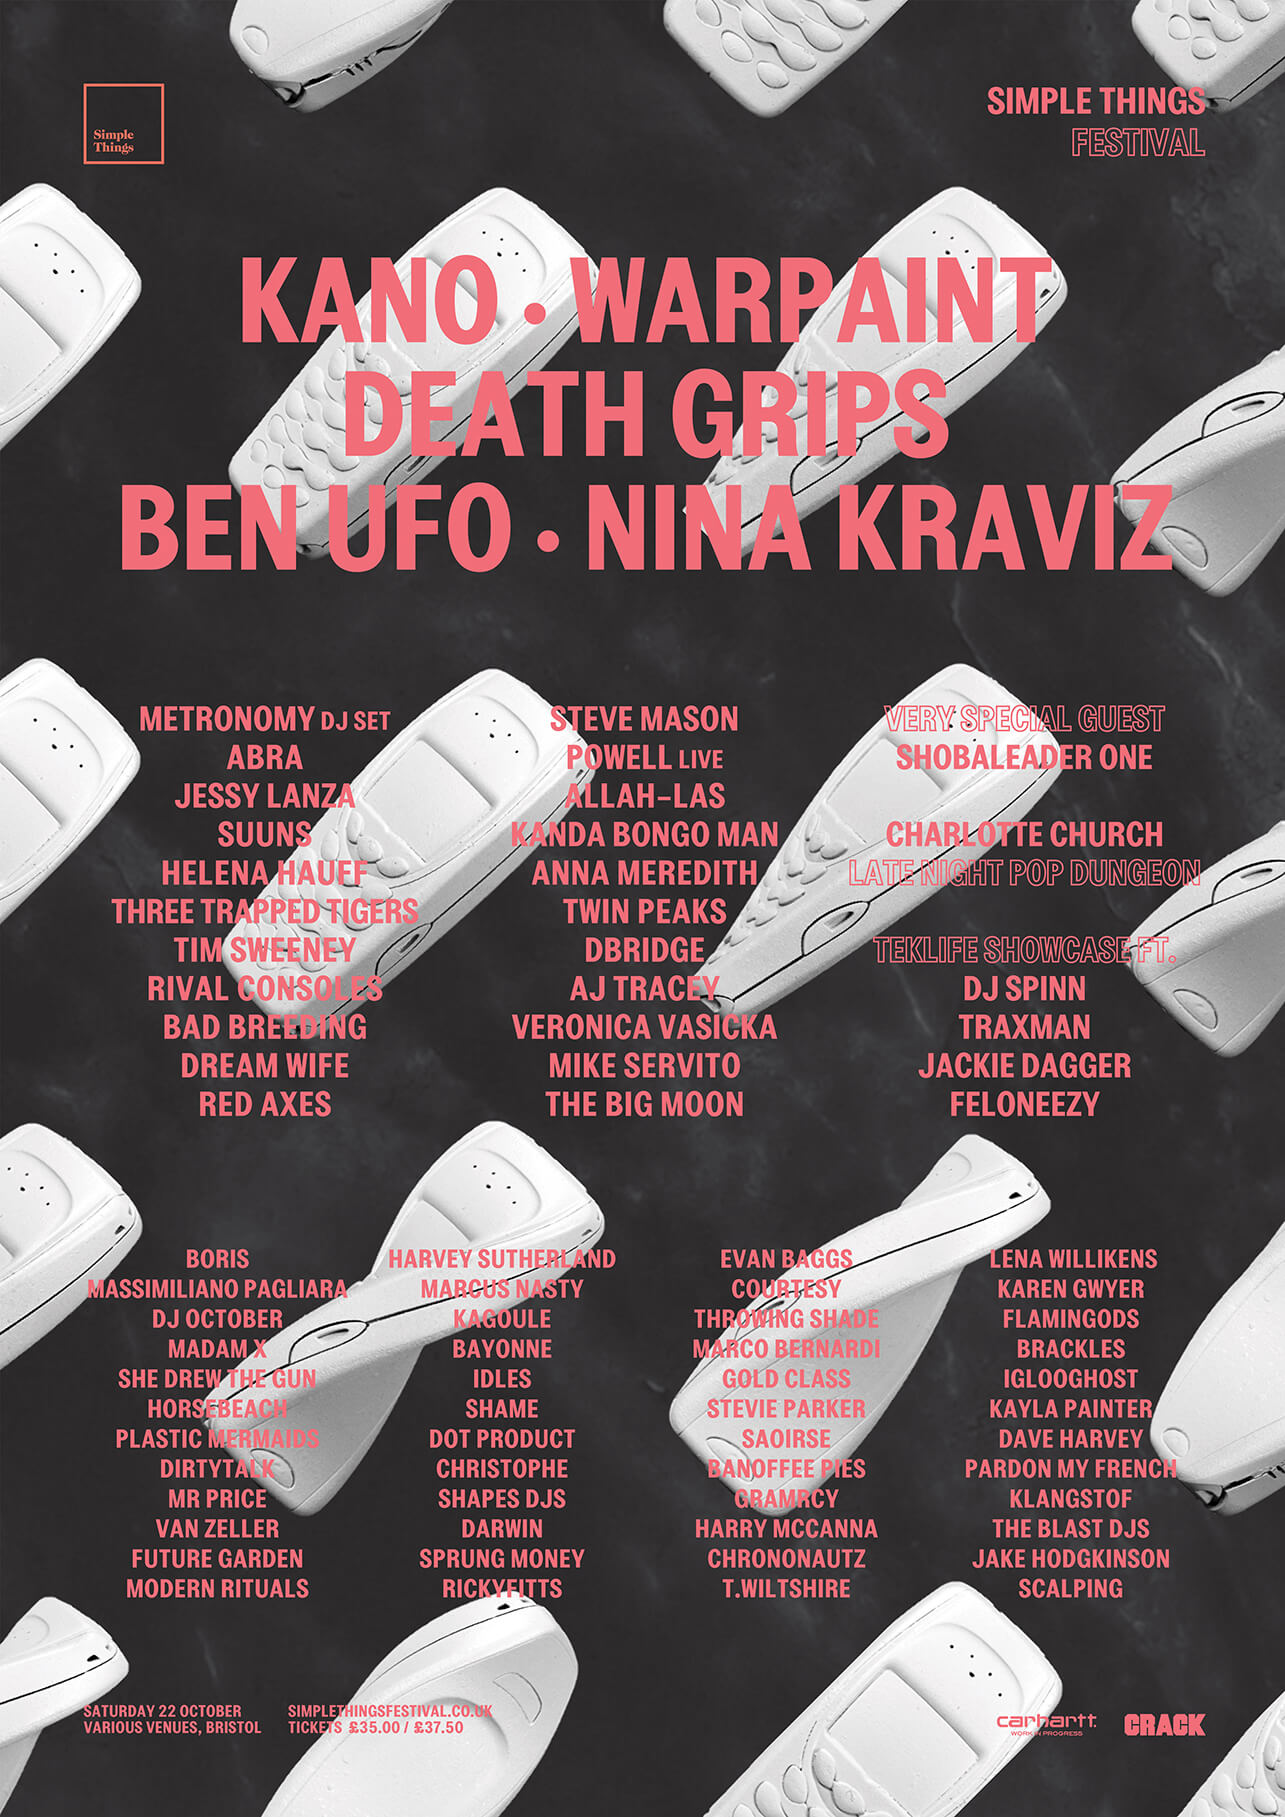 Simple
Things
SIMPLE THINGS
FESTIVAL
KANO • WARPAINT
DEATH GRIPS
BEN UFO • NINA KRAVIZ
METRONOMY DJ SET
ABRA
JESSY LANZA
SUUNS
HELENA HAUFF
THREE TRAPPED TIGERS
TIM SWEENEY
RIVAL CONSOLES
BAD BREEDING
DREAM WIFE
RED AXES
STEVE MASON
POWELL LIVE
ALLAH-LAS
KANDA BONGO MAN
ANNA MEREDITH
TWIN PEAKS
DBRIDGE
AJ TRACEY
VERONICA VASICKA
MIKE SERVITO
THE BIG MOON
VERY SPECIAL GUEST
SHOBALEADER ONE
CHARLOTTE CHURCH
LATE NIGHT POP DUNGEON
TEKLIFE SHOWCASE FT.
DJ SPINN
TRAXMAN
JACKIE DAGGER
FELONEEZY
BORIS
MASSIMILIANO PAGLIARA
DJ OCTOBER
MADAM X
SHE DREW THE GUN
HORSEBEACH
PLASTIC MERMAIDS
DIRTYTALK
MR PRICE
VAN ZELLER
FUTURE GARDEN
MODERN RITUALS
HARVEY SUTHERLAND
MARCUS NASTY
KAGOULE
BAYONNE
IDLES
SHAME
DOT PRODUCT
CHRISTOPHE
SHAPES DJS
DARWIN
SPRUNG MONEY
RICKYFITTS
EVAN BAGGS
COURTESY
THROWING SHADE
MARCO BERNARDI
GOLD CLASS
STEVIE PARKER
SAOIRSE
BANOFFEE PIES
GRAMRCY
HARRY MCCANNA
CHRONONAUTZ
T.WILTSHIRE
LENA WILLIKENS
KAREN GWYER
FLAMINGODS
BRACKLES
IGLOOGHOST
KAYLA PAINTER
DAVE HARVEY
PARDON MY FRENCH
KLANGSTOF
THE BLAST DJS
JAKE HODGKINSON
SCALPING
SATURDAY 22 OCTOBER
VARIOUS VENUES, BRISTOL
SIMPLETHINGSFESTIVAL.CO.UK
TICKETS £35.00 / £37.50
carhartt.
WORK IN PROGRESS
CRACK